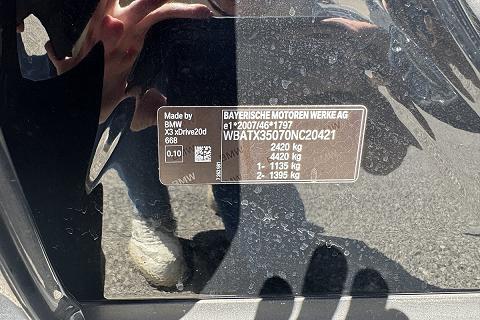 Made by
BMW
X3 xDrive20d
668
0.10
BAYERISCHE MOTOREN WERKE AG
e1*2007/46*1797
WBATX35070NC20421
2420 kg
4420 kg
1- 1135 kg
2- 1395 kg
BMW